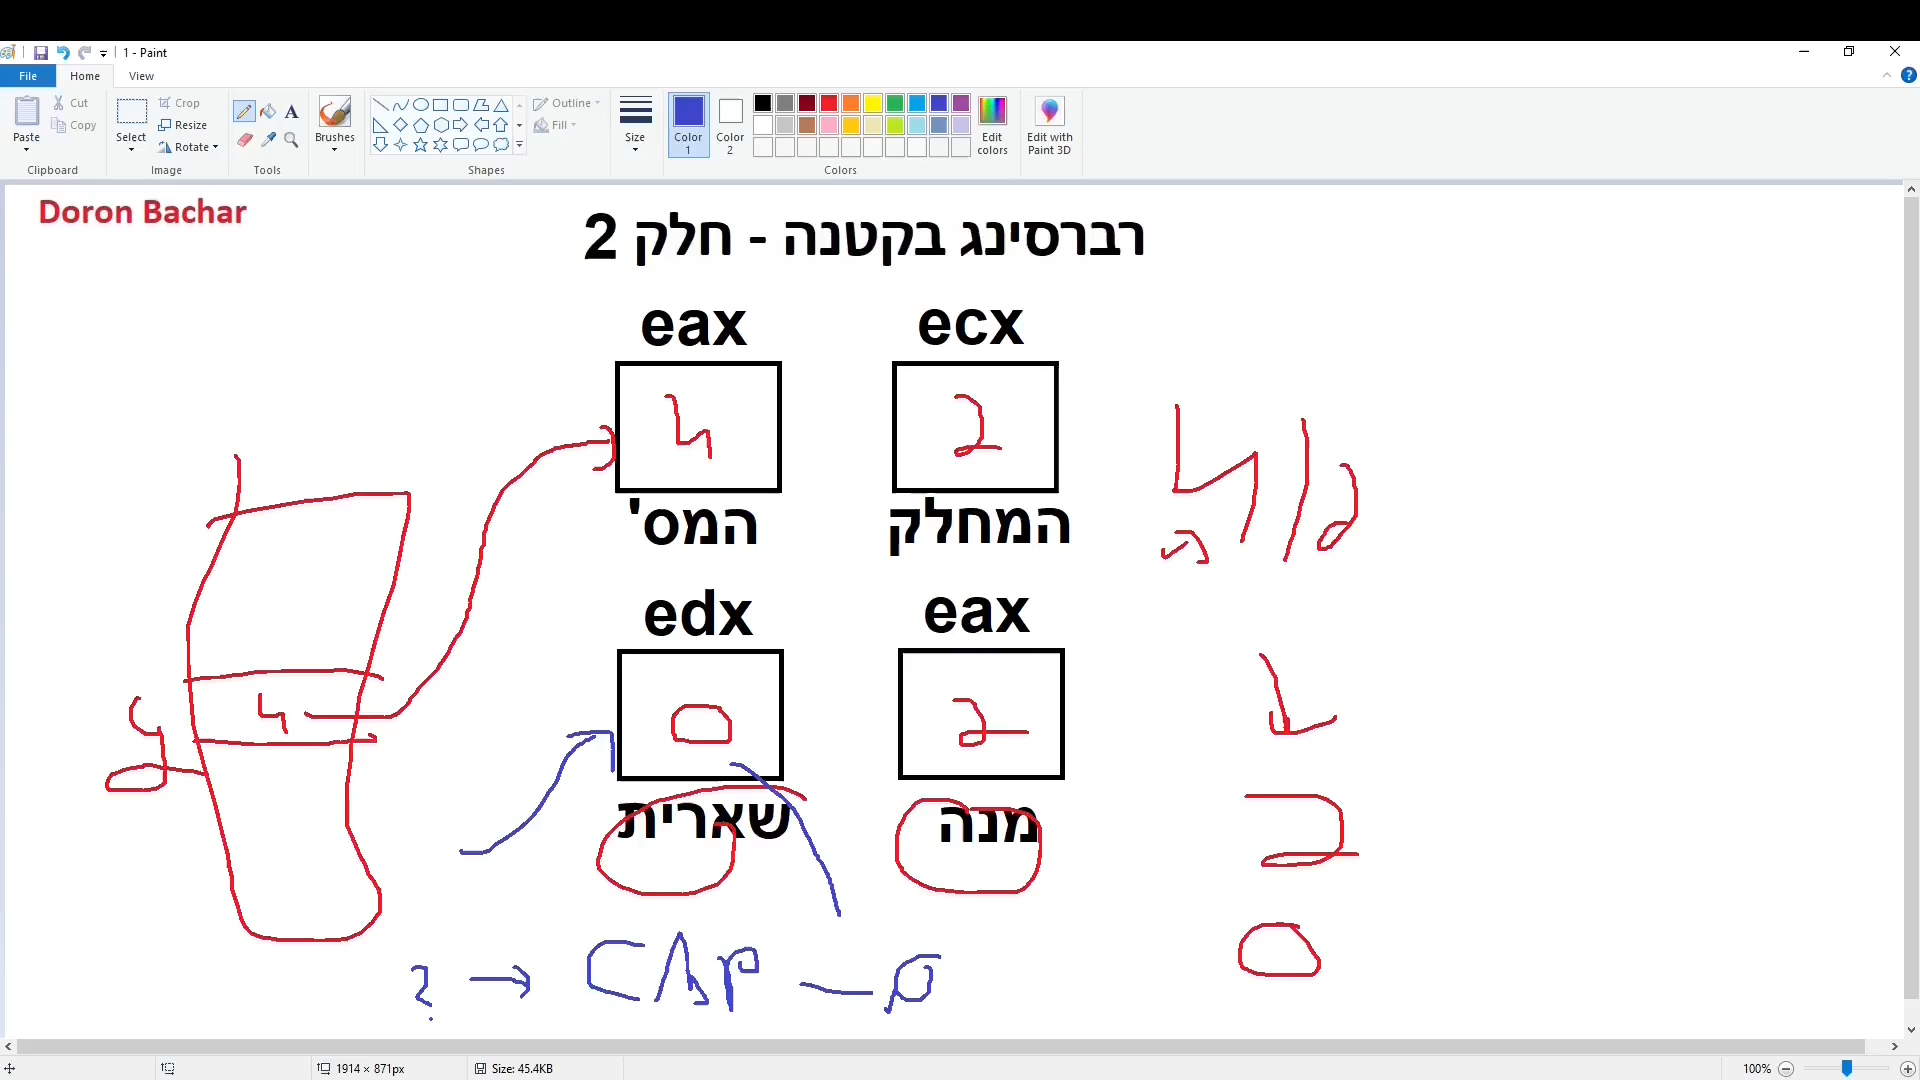 1 - Paint
File Home View
Paste Cut Copy Clipboard
Select Crop Resize Rotate Image
Tools
Brushes
Outline Fill Shapes
Size
Color 1
Color 2
Edit colors
Colors
Edit with Paint 3D
Doron Bachar
רברסינג בקטנה - חלק 2
eax ecx
4 2
המס' המחלק
4/2
edx eax
0 2
שארית מנה
4
2
0
1914 × 871px
Size: 45.4KB
100%